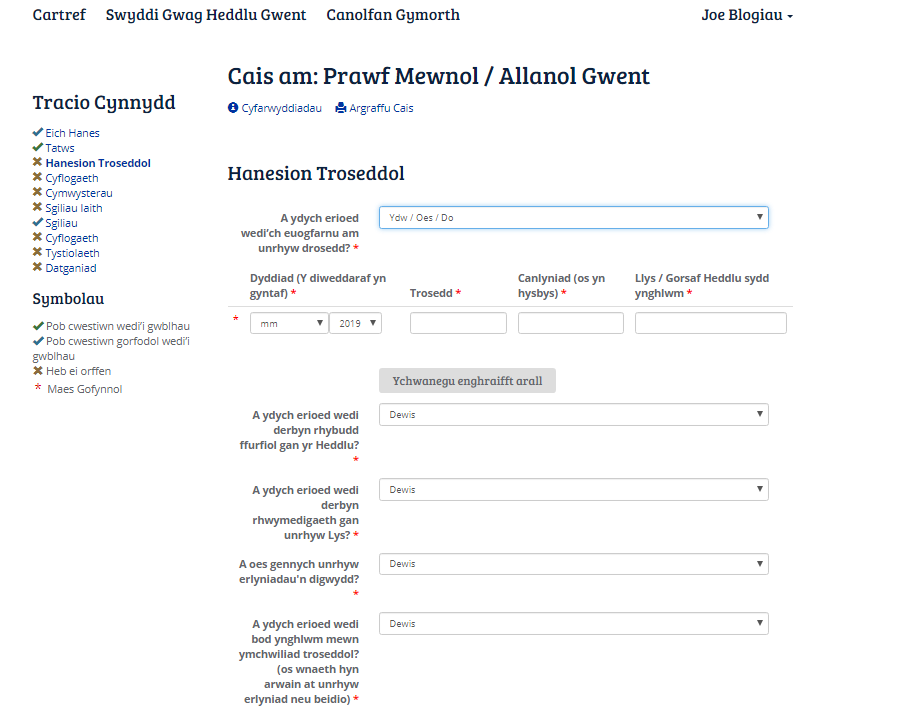 Cartref Swyddi Gwag Heddlu Gwent Canolfan Gymorth Joe Blogiau
Cais am: Prawf Mewnol / Allanol Gwent
Cyfarwyddiadau Argraffu Cais
Tracio Cynnydd
Eich Hanes
Tatws
Hanesion Troseddol
Cyflogaeth
Cymwysterau
Sgiliau Iaith
Sgiliau
Cyflogaeth
Tystiolaeth
Datganiad
Symbolau
Pob cwestiwn wedi'i gwblhau
Pob cwestiwn gorfodol wedi'i
gwblhau
Heb ei orffen
* Maes Gofynnol
Hanesion Troseddol
A ydych erioed
wedi'ch euogfarnu am
unrhyw drosedd? *
Ydw / Oes / Do
Dyddiad (Y diweddaraf yn
gyntaf) *
Trosedd *
Canlyniad (os yn
hysbys) *
Llys / Gorsaf Heddlu sydd
ynghlwm *
* mm 2019
Ychwanegu enghraifft arall
A ydych erioed wedi
derbyn rhybudd
ffurfiol gan yr Heddlu?
*
Dewis
A ydych erioed wedi
derbyn
rhwymedigaeth gan
unrhyw Lys? *
Dewis
A oes gennych unrhyw
erlyniadau'n digwydd?
*
Dewis
A ydych erioed wedi
bod ynghlwm mewn
ymchwiliad troseddol?
(os wnaeth hyn
arwain at unrhyw
erlyniad neu beidio) *
Dewis